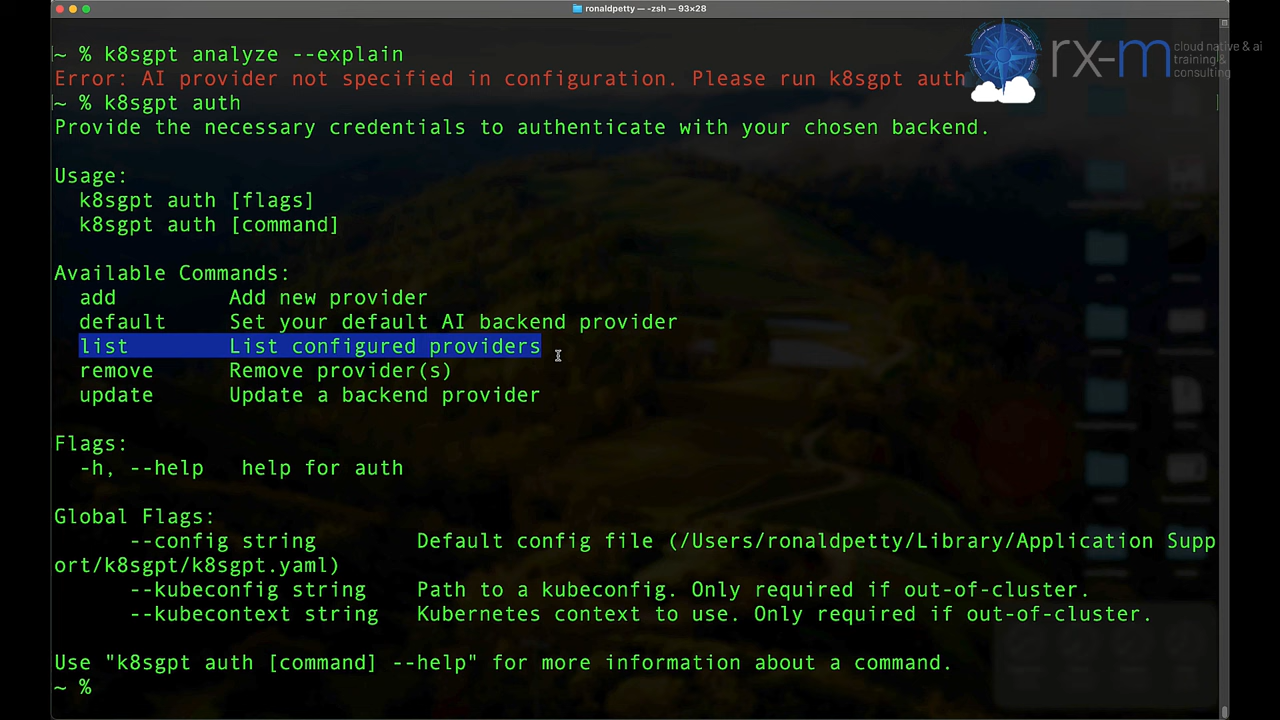 ronaldpetty — -zsh — 93×28
~ % k8sgpt analyze --explain
Error: AI provider not specified in configuration. Please run k8sgpt auth
~ % k8sgpt auth
Provide the necessary credentials to authenticate with your chosen backend.
Usage:
k8sgpt auth [flags]
k8sgpt auth [command]
Available Commands:
add Add new provider
default Set your default AI backend provider
list List configured providers
remove Remove provider(s)
update Update a backend provider
Flags:
-h, --help help for auth
Global Flags:
--config string Default config file (/Users/ronaldpetty/Library/Application Supp
ort/k8sgpt/k8sgpt.yaml)
--kubeconfig string Path to a kubeconfig. Only required if out-of-cluster.
--kubecontext string Kubernetes context to use. Only required if out-of-cluster.
Use "k8sgpt auth [command] --help" for more information about a command.
~ %
rx-m
cloud native & ai
training &
consulting